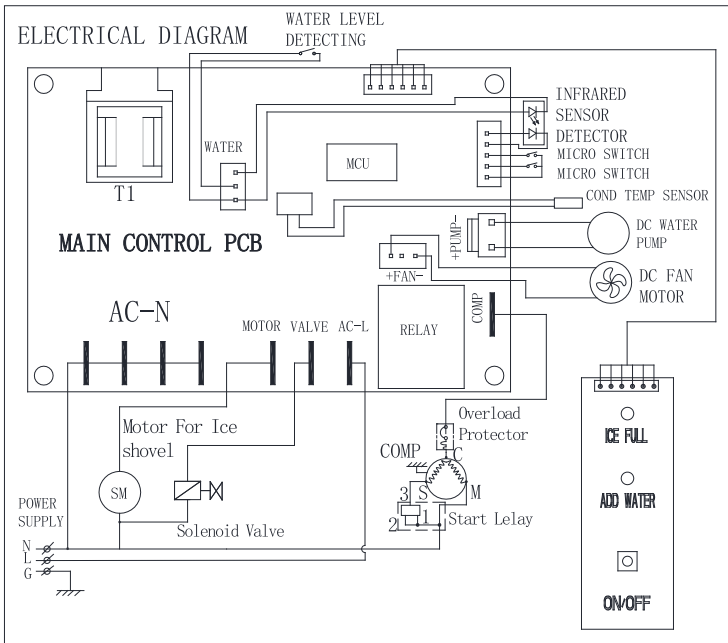 ELECTRICAL DIAGRAM
WATER LEVEL
DETECTING
INFRARED
SENSOR
DETECTOR
MICRO SWITCH
MICRO SWITCH
WATER
MCU
T1
COND TEMP SENSOR
MAIN CONTROL PCB
+PUMP-
DC WATER
PUMP
+FAN-
DC FAN
MOTOR
AC-N
MOTOR
VALVE
AC-L
RELAY
COMP
Motor For Ice
shovel
Overload
Protector
COMP
C
SM
3
S
M
1
2
Start Lelay
Solenoid Valve
POWER
SUPPLY
N
L
G
ICE FULL
ADD WATER
ON/OFF